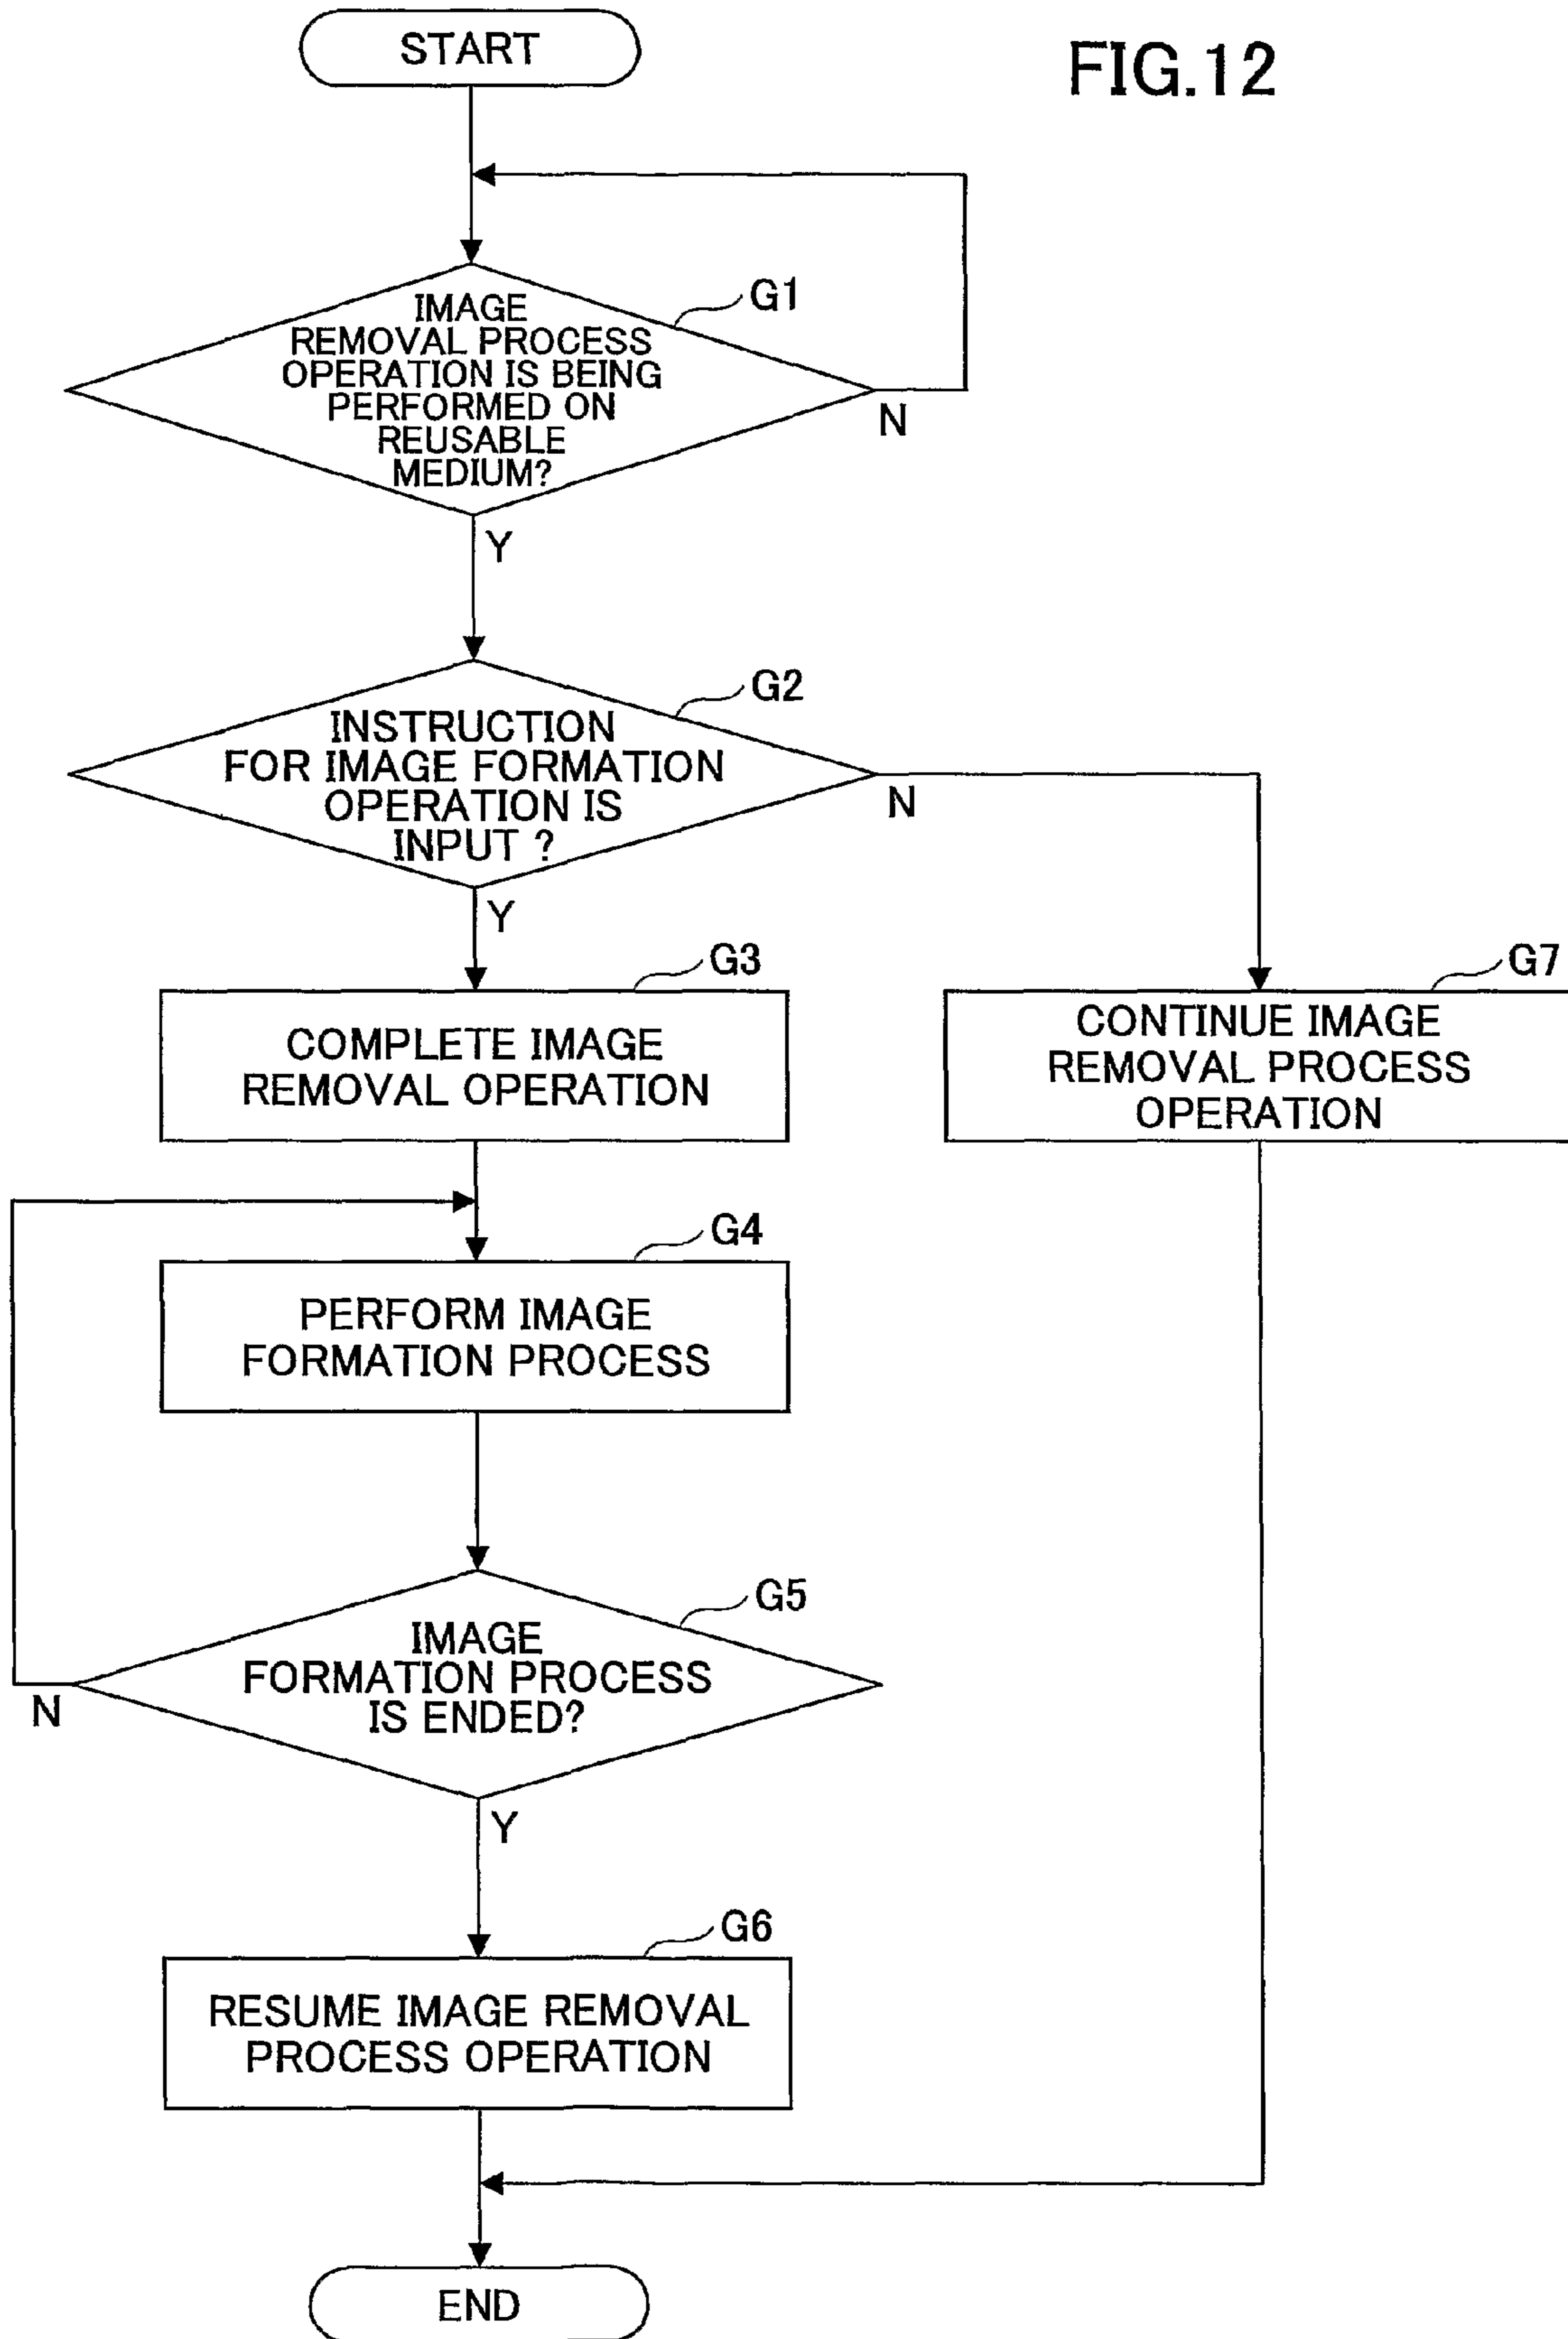 START
FIG.12
G1
IMAGE
REMOVAL PROCESS
OPERATION IS BEING
PERFORMED ON
REUSABLE
MEDIUM?
N
Y
G2
INSTRUCTION
FOR IMAGE FORMATION
OPERATION IS
INPUT ?
N
Y
G3
COMPLETE IMAGE
REMOVAL OPERATION
G7
CONTINUE IMAGE
REMOVAL PROCESS
OPERATION
G4
PERFORM IMAGE
FORMATION PROCESS
G5
IMAGE
FORMATION PROCESS
IS ENDED?
N
Y
G6
RESUME IMAGE REMOVAL
PROCESS OPERATION
END